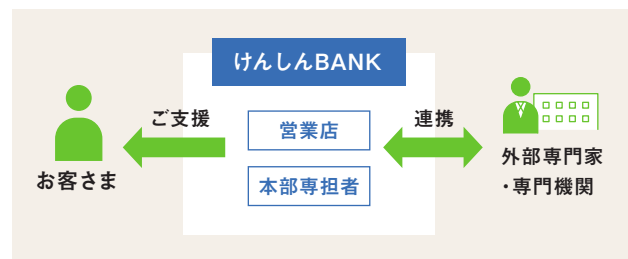 けんしんBANK
ご支援
営業店
連携
お客さま
本部専担者
外部専門家
・専門機関